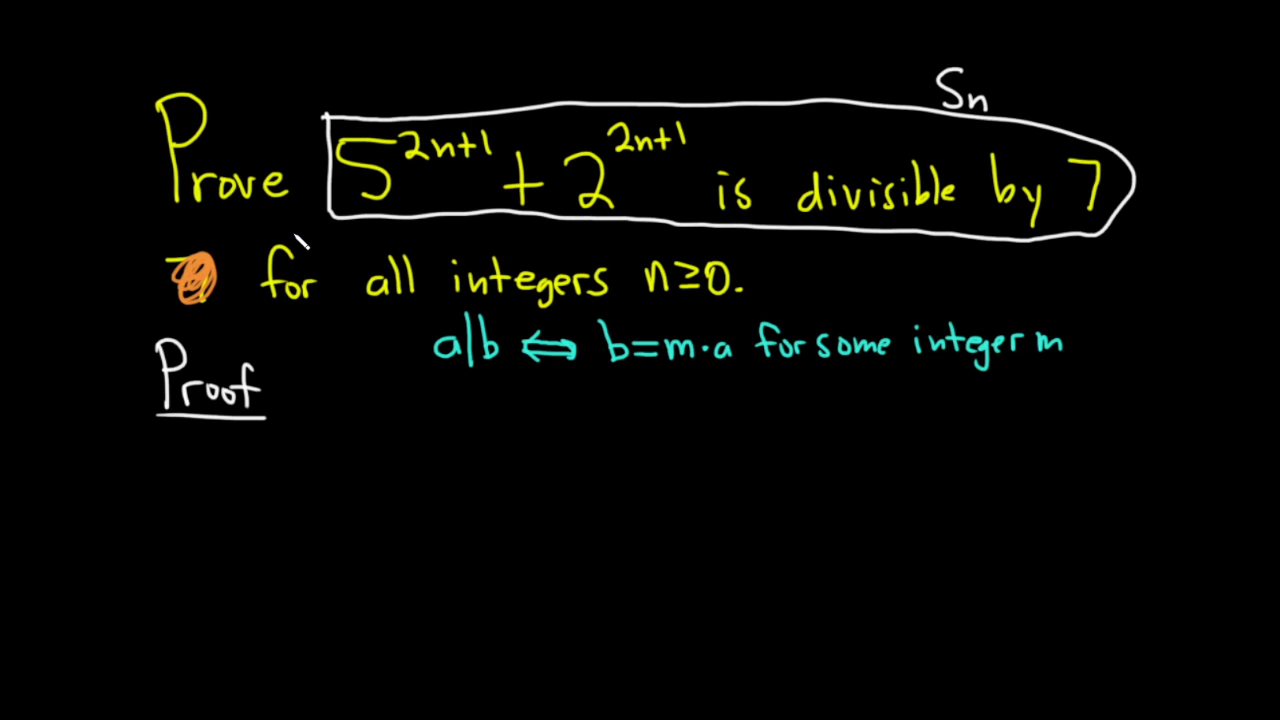 Sn
Prove 5^{2n+1} + 2^{2n+1} is divisible by 7
for all integers n≥0.
a|b ⟺ b=m·a for some integer m
Proof